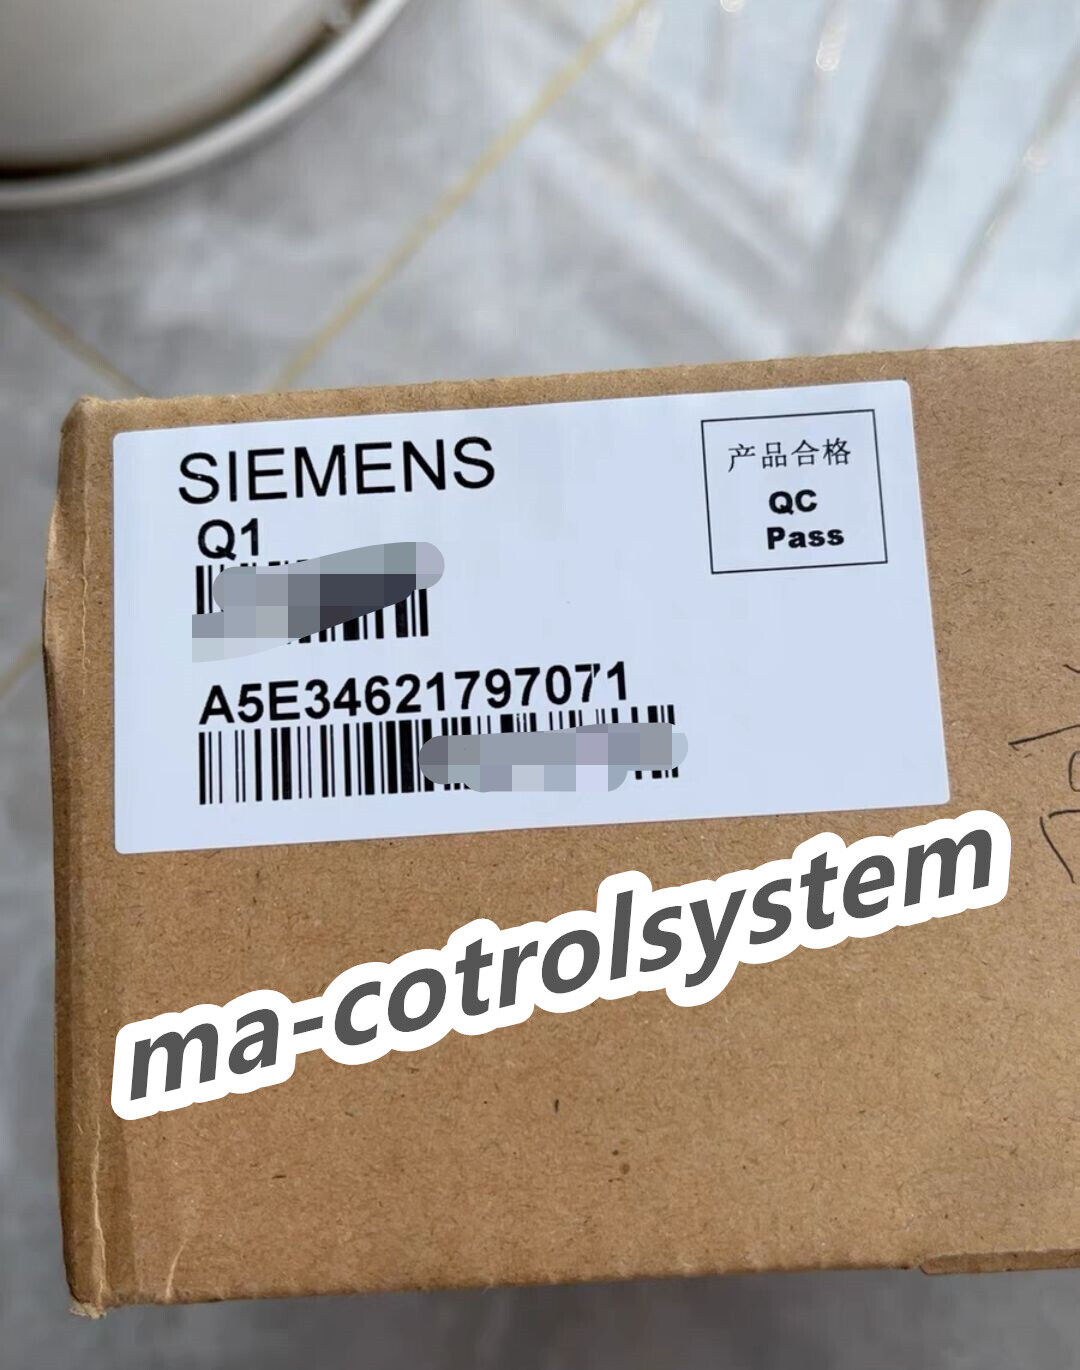 SIEMENS
Q1
A5E34621797071
产品合格
QC
Pass
ma-cotrolsystem